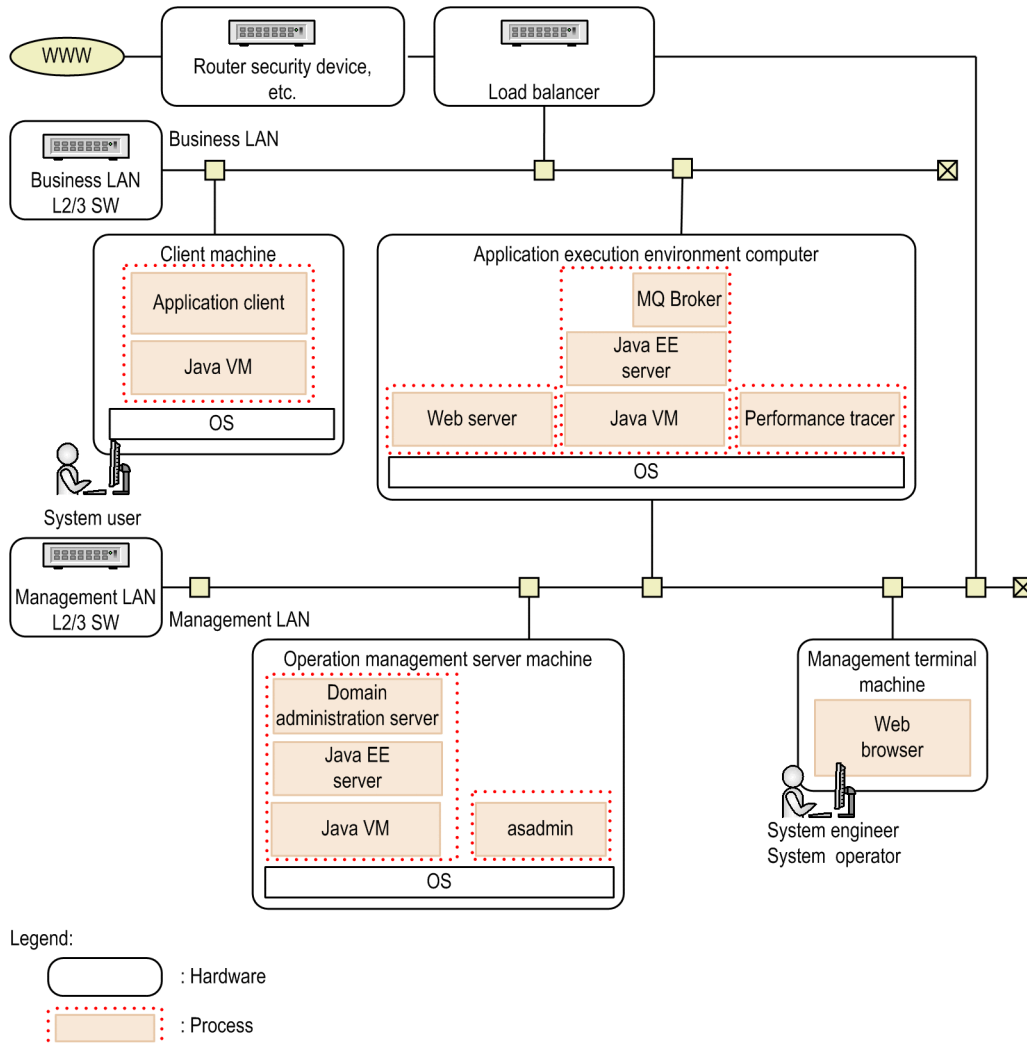 WWW
Router security device,
etc.
Load balancer
Business LAN
L2/3 SW
Business LAN
Client machine
Application client
Java VM
OS
System user
Application execution environment computer
MQ Broker
Java EE
server
Web server
Java VM
Performance tracer
OS
Management LAN
L2/3 SW
Management LAN
Operation management server machine
Domain
administration server
Java EE
server
Java VM
asadmin
OS
Management terminal
machine
Web
browser
System engineer
System operator
Legend:
: Hardware
: Process